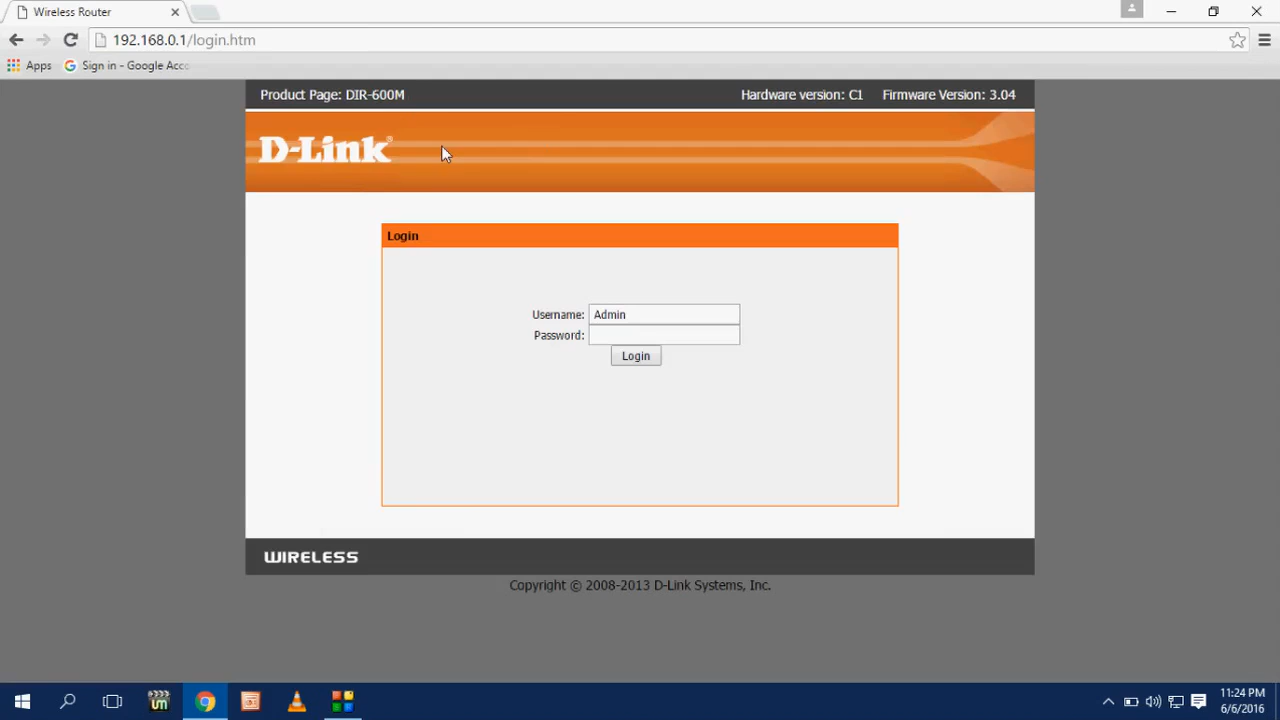 Wireless Router
192.168.0.1/login.htm
Apps Sign in - Google Acco
Product Page: DIR-600M Hardware version: C1 Firmware Version: 3.04
D-Link®
Login
Username: Admin
Password:
Login
WIRELESS
Copyright © 2008-2013 D-Link Systems, Inc.
um
11:24 PM
6/6/2016